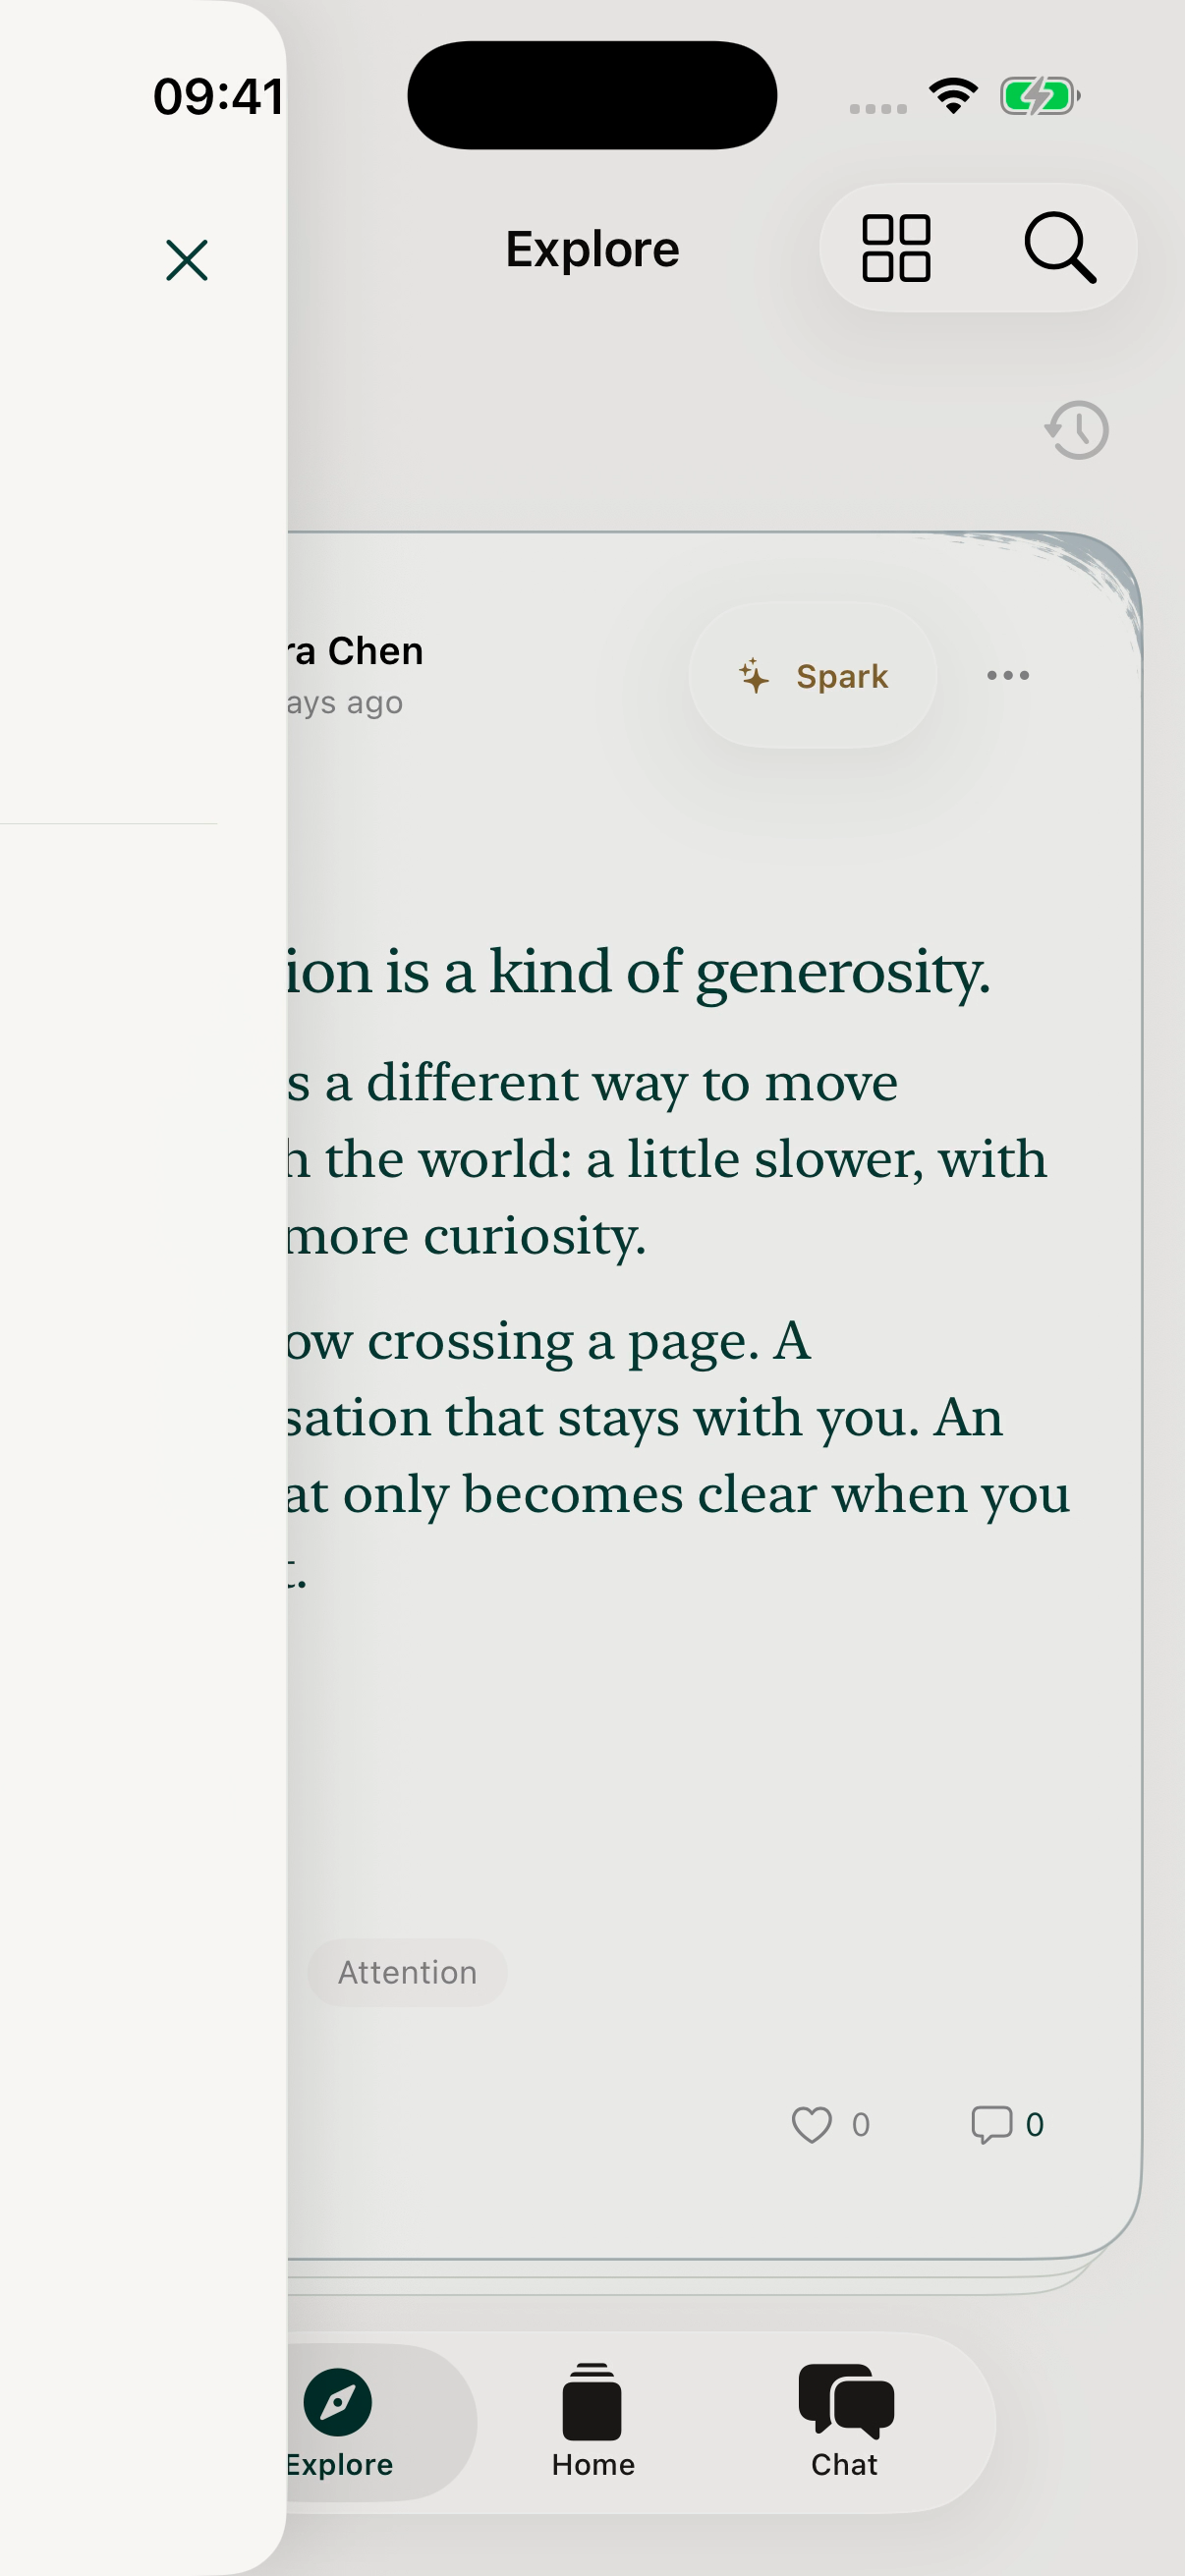 09:41
Explore
ra Chen
Spark
ays ago
ion is a kind of generosity.
s a different way to move
h the world: a little slower, with
more curiosity.
ow crossing a page. A
sation that stays with you. An
at only becomes clear when you
t.
Attention
0
0
Explore
Home
Chat